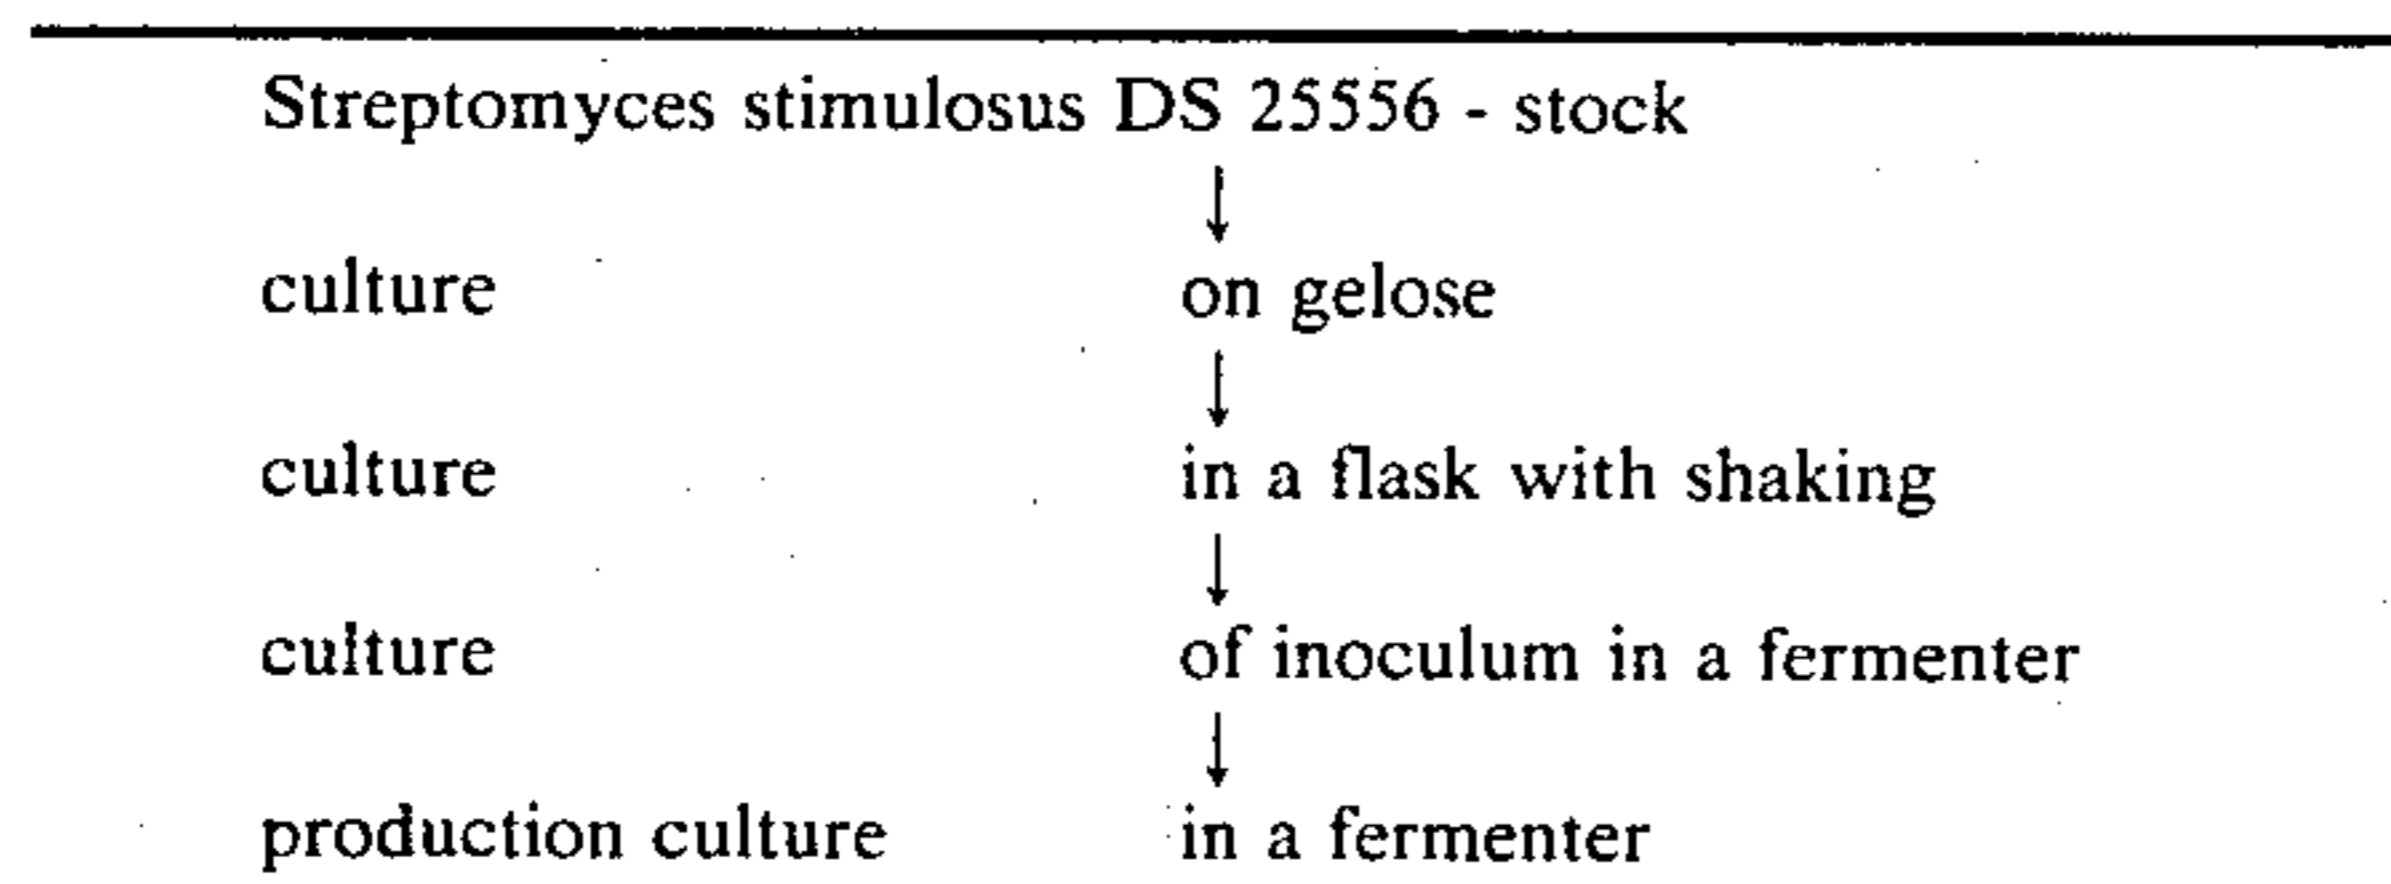 Streptomyces stimulosus DS 25556 - stock
↓
culture on gelose
↓
culture in a flask with shaking
↓
culture of inoculum in a fermenter
↓
production culture in a fermenter